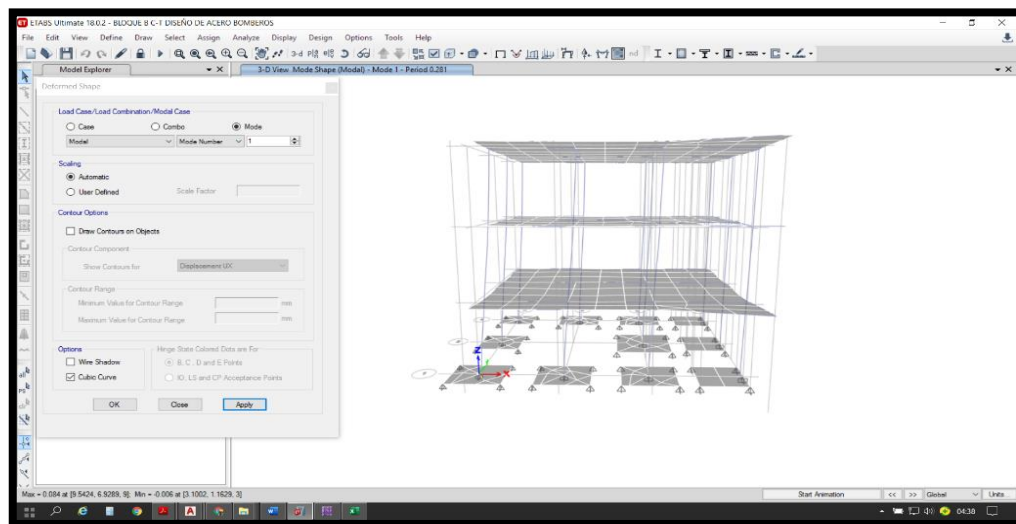 ETABS Ultimate 18.0.2 - BLOQUE B C-T DISEÑO DE ACERO BOMBEROS
File Edit View Define Draw Select Assign Analyze Display Design Options Tools Help
3-d
nd
Model Explorer
3-D View Mode Shape (Modal) - Mode 1 - Period 0.281
Deformed Shape
Load Case/Load Combination/Modal Case
Case Combo Mode
Modal Mode Number 1
Scaling
Automatic
User Defined Scale Factor
Contour Options
Draw Contours on Objects
Contour Component
Show Contours for Displacement UX
Contour Range
Minimum Value for Contour Range mm
Maximum Value for Contour Range mm
Options Hinge State Colored Dots are For
Wire Shadow B, C, D and E Points
Cubic Curve IO, LS and CP Acceptance Points
OK Close Apply
Z
X
all
PS
clr
Max = 0.084 at [9.5424, 6.9289, 9]; Min = -0.006 at [3.1002, 1.1629, 3]
Start Animation << >> Global Units...
04:38